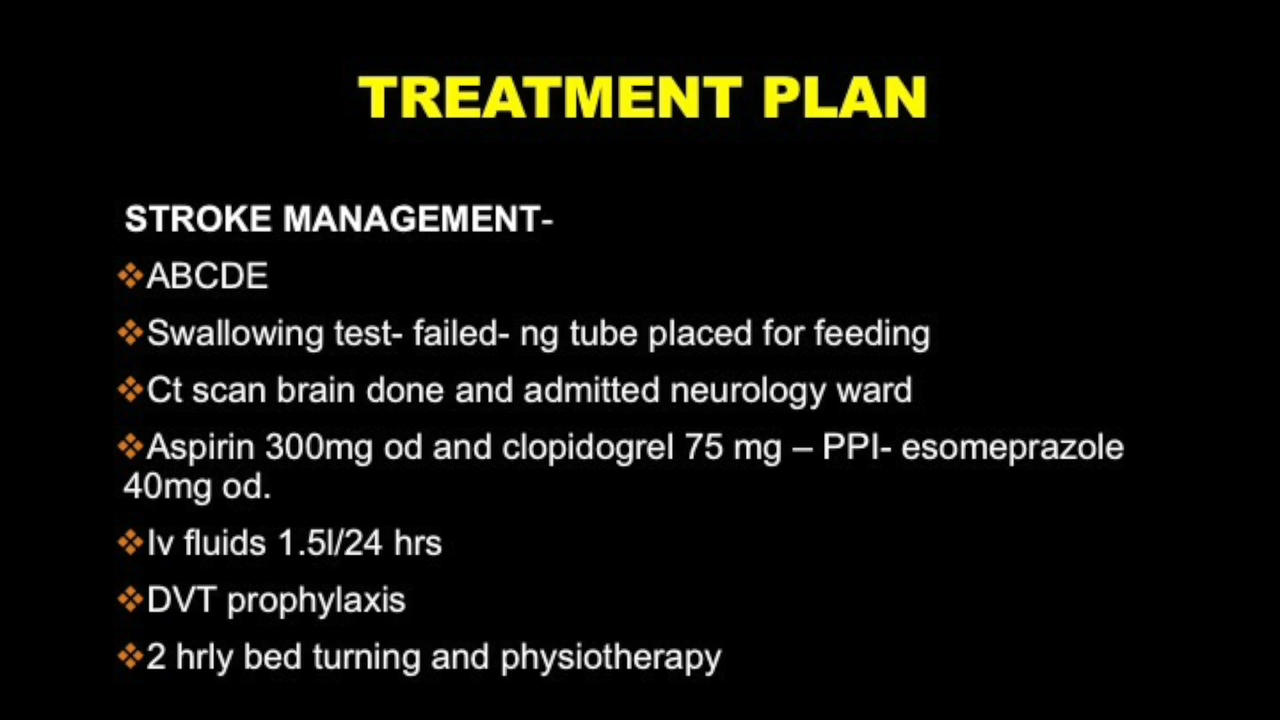 TREATMENT PLAN
STROKE MANAGEMENT-
❖ABCDE
❖Swallowing test- failed- ng tube placed for feeding
❖Ct scan brain done and admitted neurology ward
❖Aspirin 300mg od and clopidogrel 75 mg – PPI- esomeprazole
40mg od.
❖Iv fluids 1.5l/24 hrs
❖DVT prophylaxis
❖2 hrly bed turning and physiotherapy